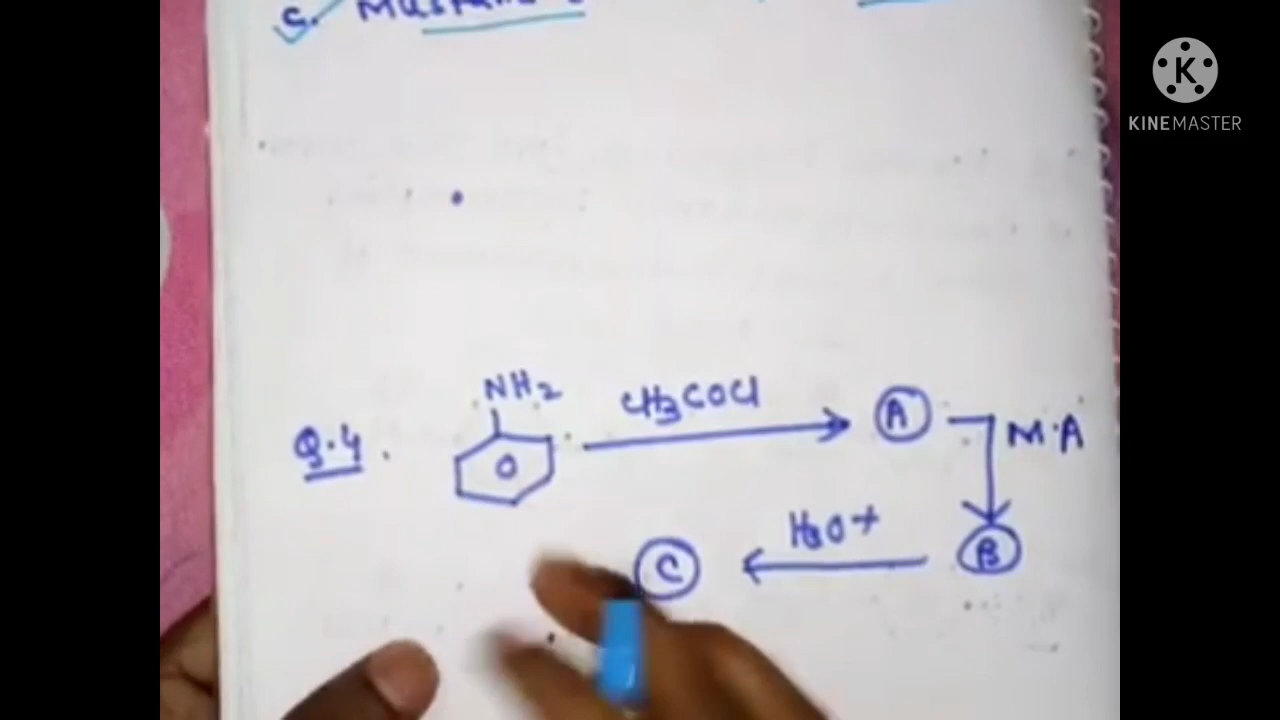 c.
KINEMASTER
NH2
Q.4. CH3COCl A M.A
H3O+ B
C